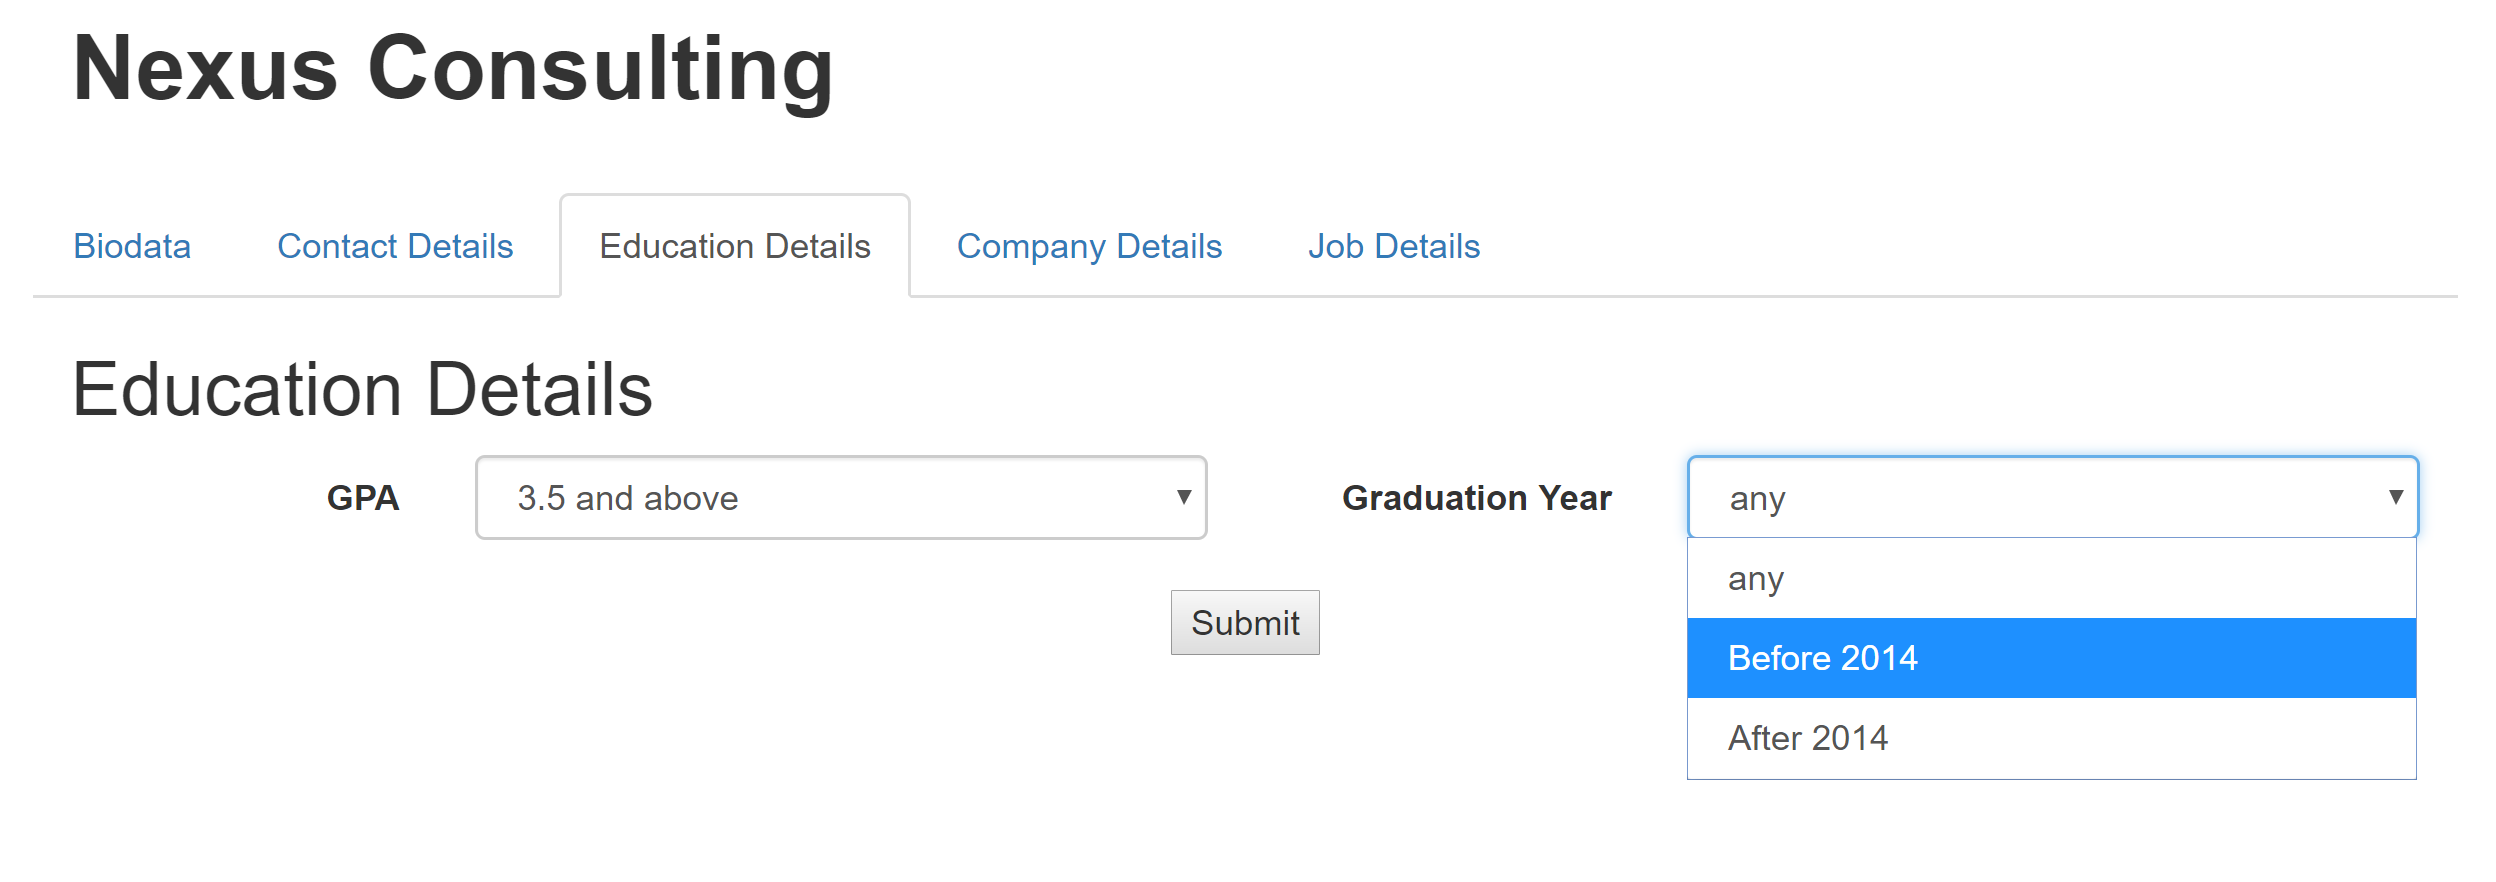 Nexus Consulting
Biodata Contact Details Education Details Company Details Job Details
Education Details
GPA 3.5 and above Graduation Year any
any
Submit
Before 2014
After 2014